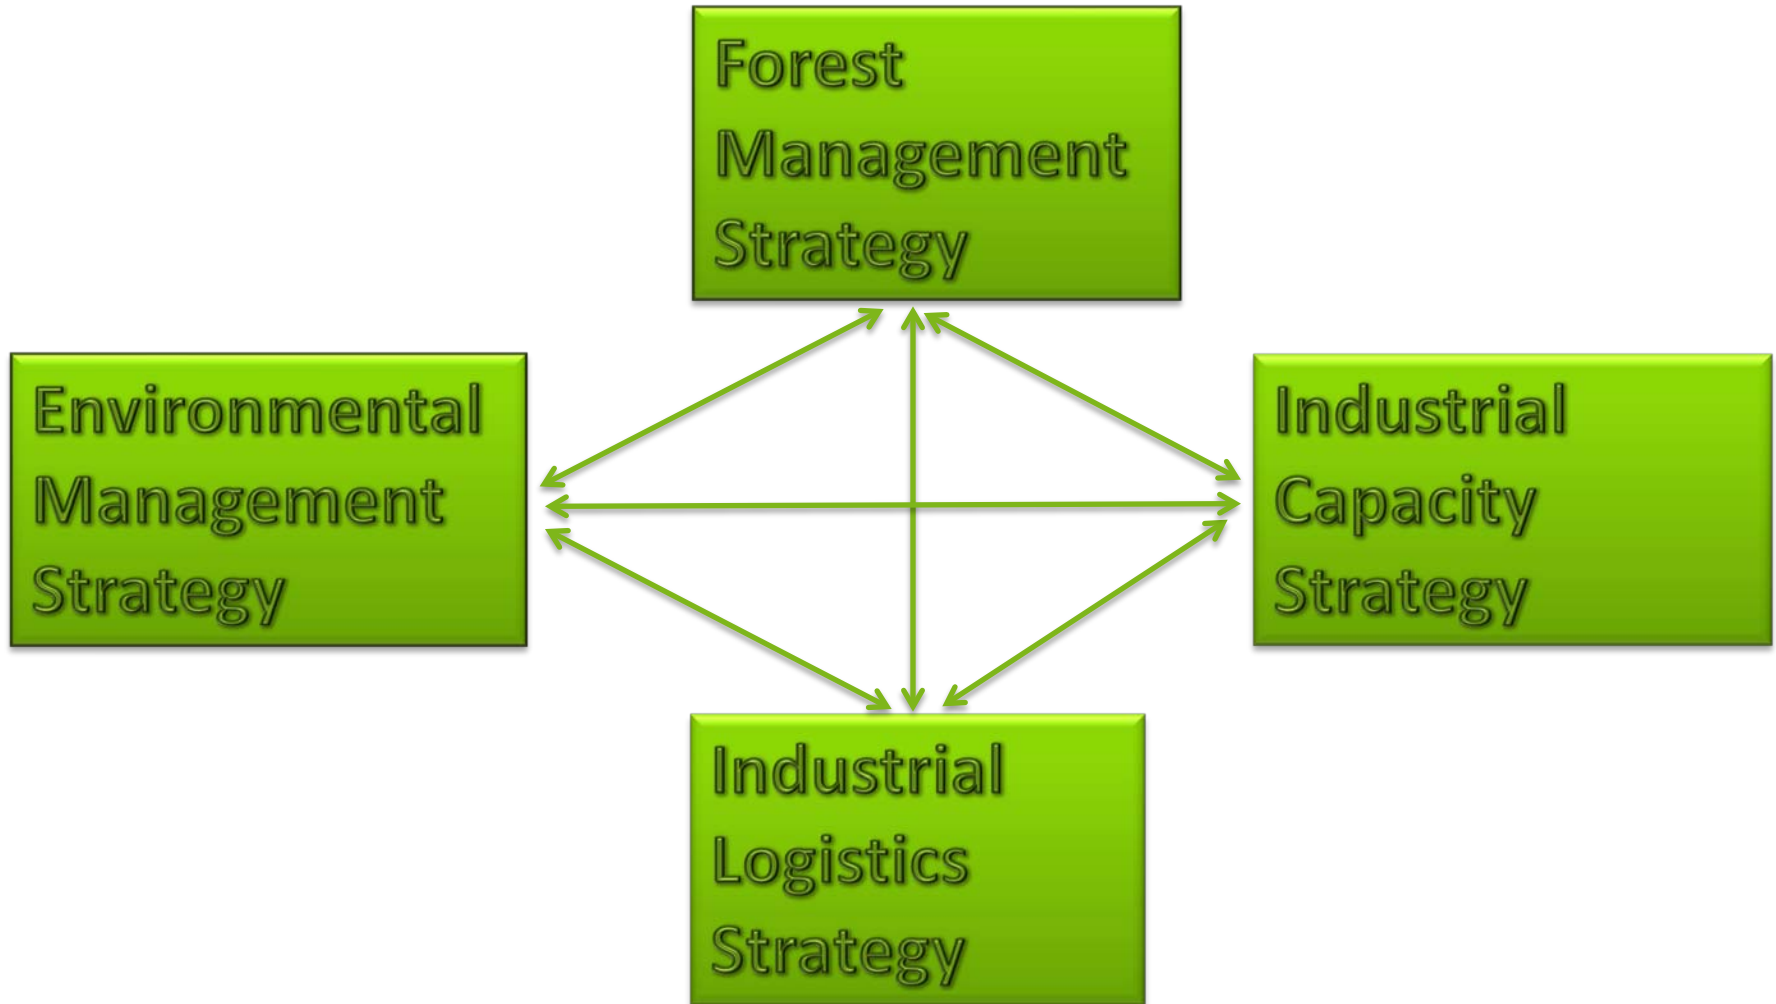 Forest
Management
Strategy
Environmental
Management
Strategy
Industrial
Capacity
Strategy
Industrial
Logistics
Strategy